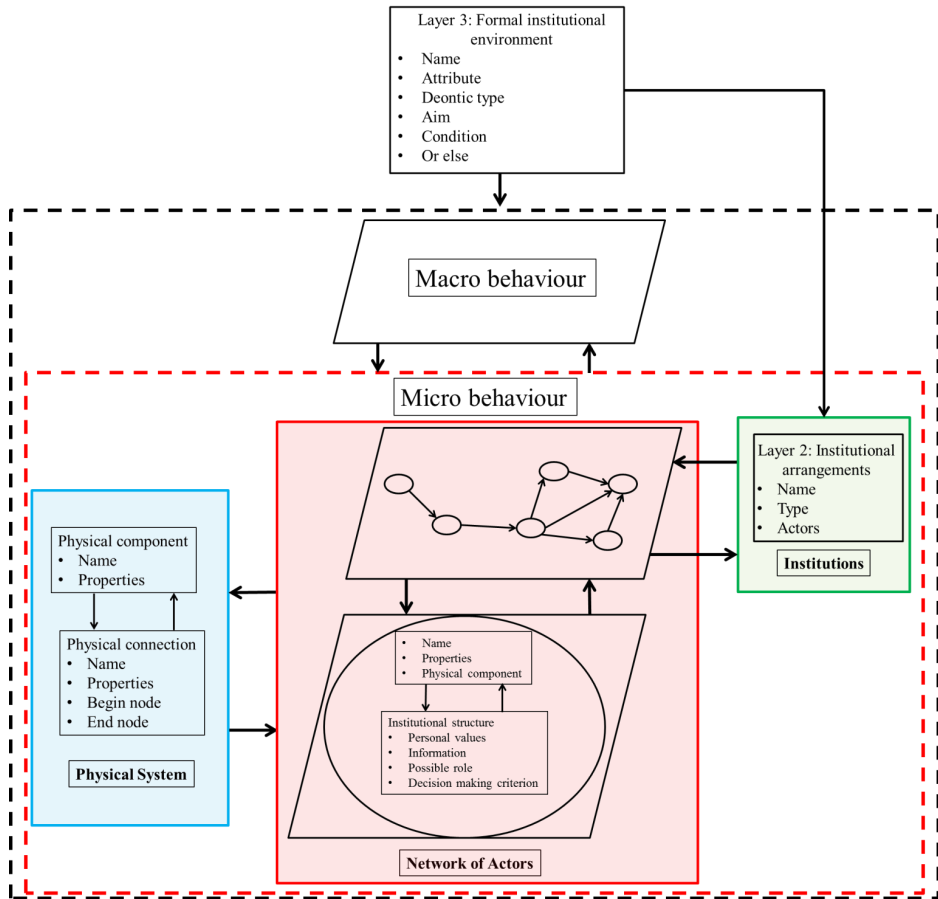 Layer 3: Formal institutional
environment
• Name
• Attribute
• Deontic type
• Aim
• Condition
• Or else
Macro behaviour
Micro behaviour
Layer 2: Institutional
arrangements
• Name
• Type
• Actors
Institutions
Physical component
• Name
• Properties
Physical connection
• Name
• Properties
• Begin node
• End node
Physical System
• Name
• Properties
• Physical component
Institutional structure
• Personal values
• Information
• Possible role
• Decision making criterion
Network of Actors